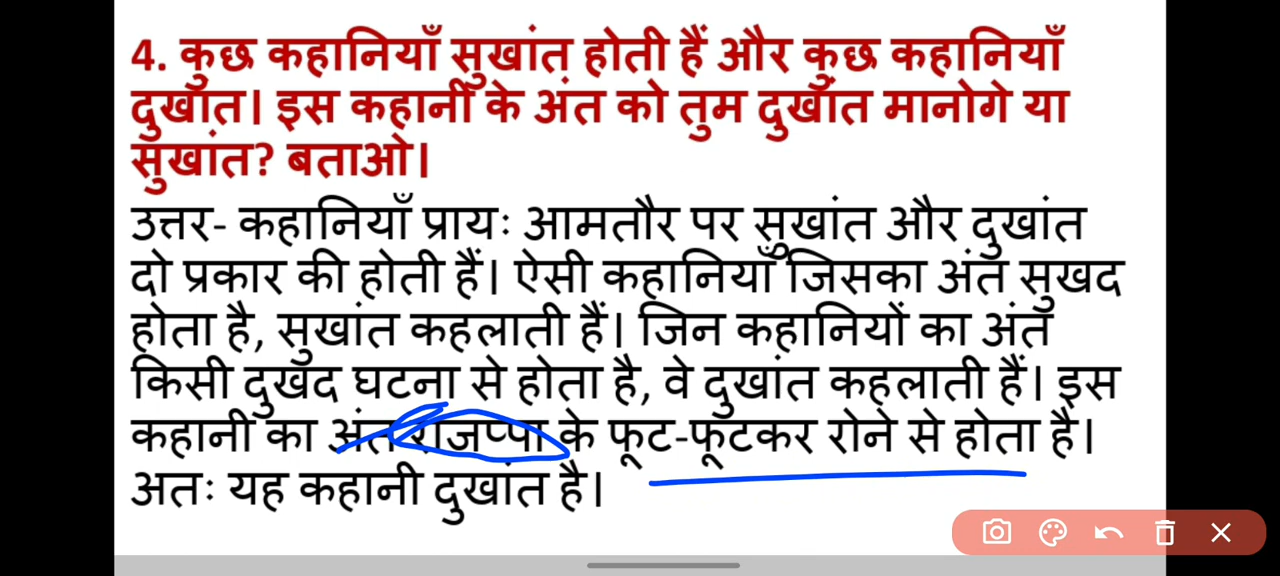 4. कुछ कहानियाँ सुखांत होती हैं और कुछ कहानियाँ
दुखांत। इस कहानी के अंत को तुम दुखांत मानोगे या
सुखांत? बताओ।
उत्तर- कहानियाँ प्रायः आमतौर पर सुखांत और दुखांत
दो प्रकार की होती हैं। ऐसी कहानियाँ जिसका अंत सुखद
होता है, सुखांत कहलाती हैं। जिन कहानियों का अंत
किसी दुखद घटना से होता है, वे दुखांत कहलाती हैं। इस
कहानी का अंत राजप्पा के फूट-फूटकर रोने से होता है।
अतः यह कहानी दुखांत है।